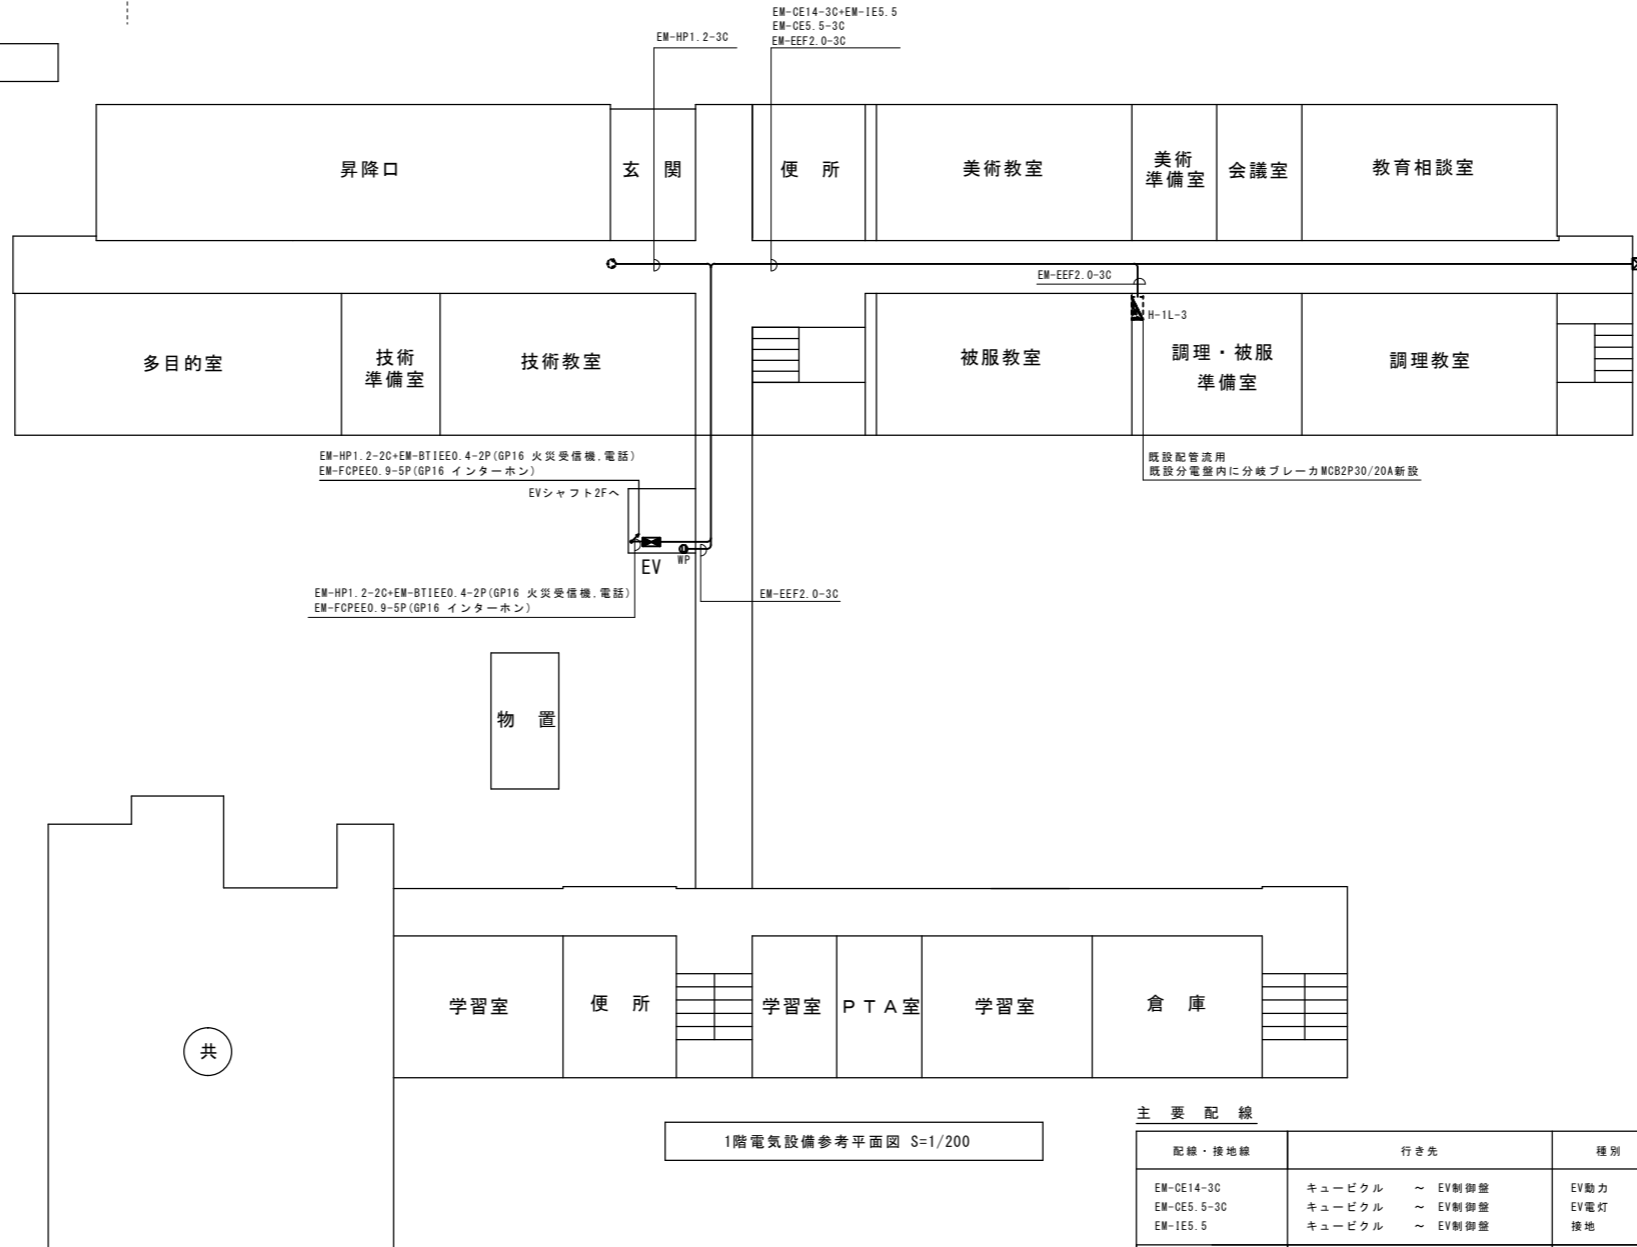 EM-CE14-3C+EM-IE5.5
EM-CE5.5-3C
EM-EEF2.0-3C
EM-HP1.2-3C
昇降口
玄 関
便 所
美術教室
美術
準備室
会議室
教育相談室
EM-EEF2.0-3C
H-1L-3
多目的室
技術
準備室
技術教室
被服教室
調理・被服
準備室
調理教室
EM-HP1.2-2C+EM-BTIEE0.4-2P(GP16 火災受信機,電話)
EM-FCPEE0.9-5P(GP16 インターホン)
EVシャフト2Fへ
既設配管流用
既設分電盤内に分岐ブレーカMCB2P30/20A新設
EV
WP
EM-HP1.2-2C+EM-BTIEE0.4-2P(GP16 火災受信機,電話)
EM-FCPEE0.9-5P(GP16 インターホン)
EM-EEF2.0-3C
物 置
学習室
便 所
学習室
PTA室
学習室
倉 庫
共
1階電気設備参考平面図 S=1/200
主 要 配 線
配線・接地線 行き先 種別
EM-CE14-3C キュービクル ～ EV制御盤 EV動力
EM-CE5.5-3C キュービクル ～ EV制御盤 EV電灯
EM-IE5.5 キュービクル ～ EV制御盤 接地